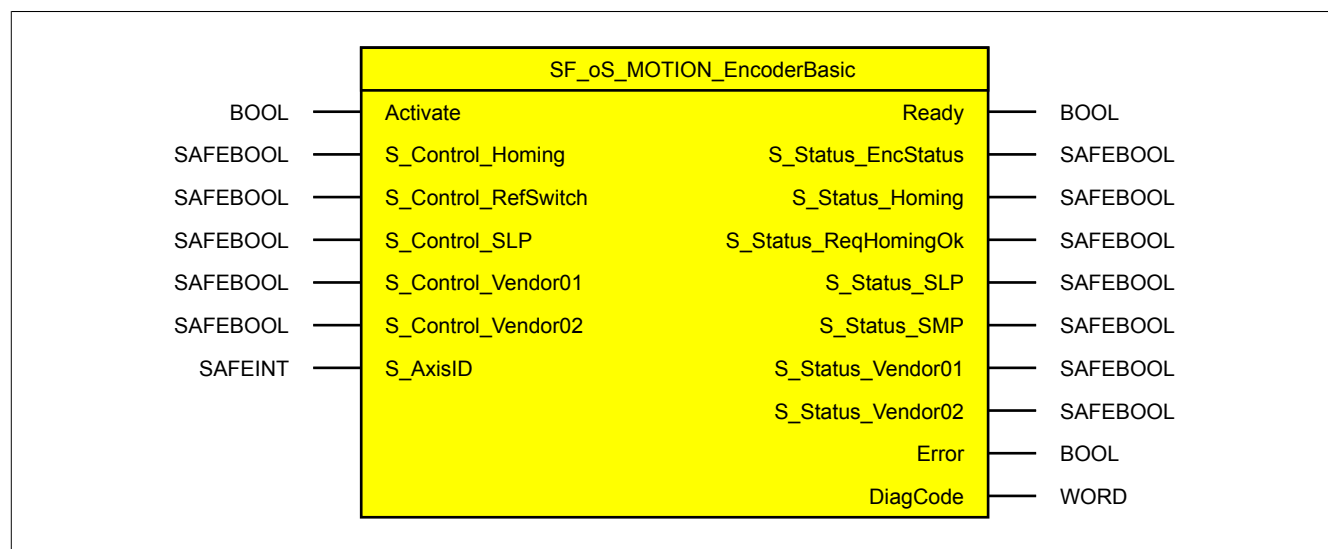 SF_oS_MOTION_EncoderBasic
BOOL Activate Ready BOOL
SAFEBOOL S_Control_Homing S_Status_EncStatus SAFEBOOL
SAFEBOOL S_Control_RefSwitch S_Status_Homing SAFEBOOL
SAFEBOOL S_Control_SLP S_Status_ReqHomingOk SAFEBOOL
SAFEBOOL S_Control_Vendor01 S_Status_SLP SAFEBOOL
SAFEBOOL S_Control_Vendor02 S_Status_SMP SAFEBOOL
SAFEINT S_AxisID S_Status_Vendor01 SAFEBOOL
S_Status_Vendor02 SAFEBOOL
Error BOOL
DiagCode WORD